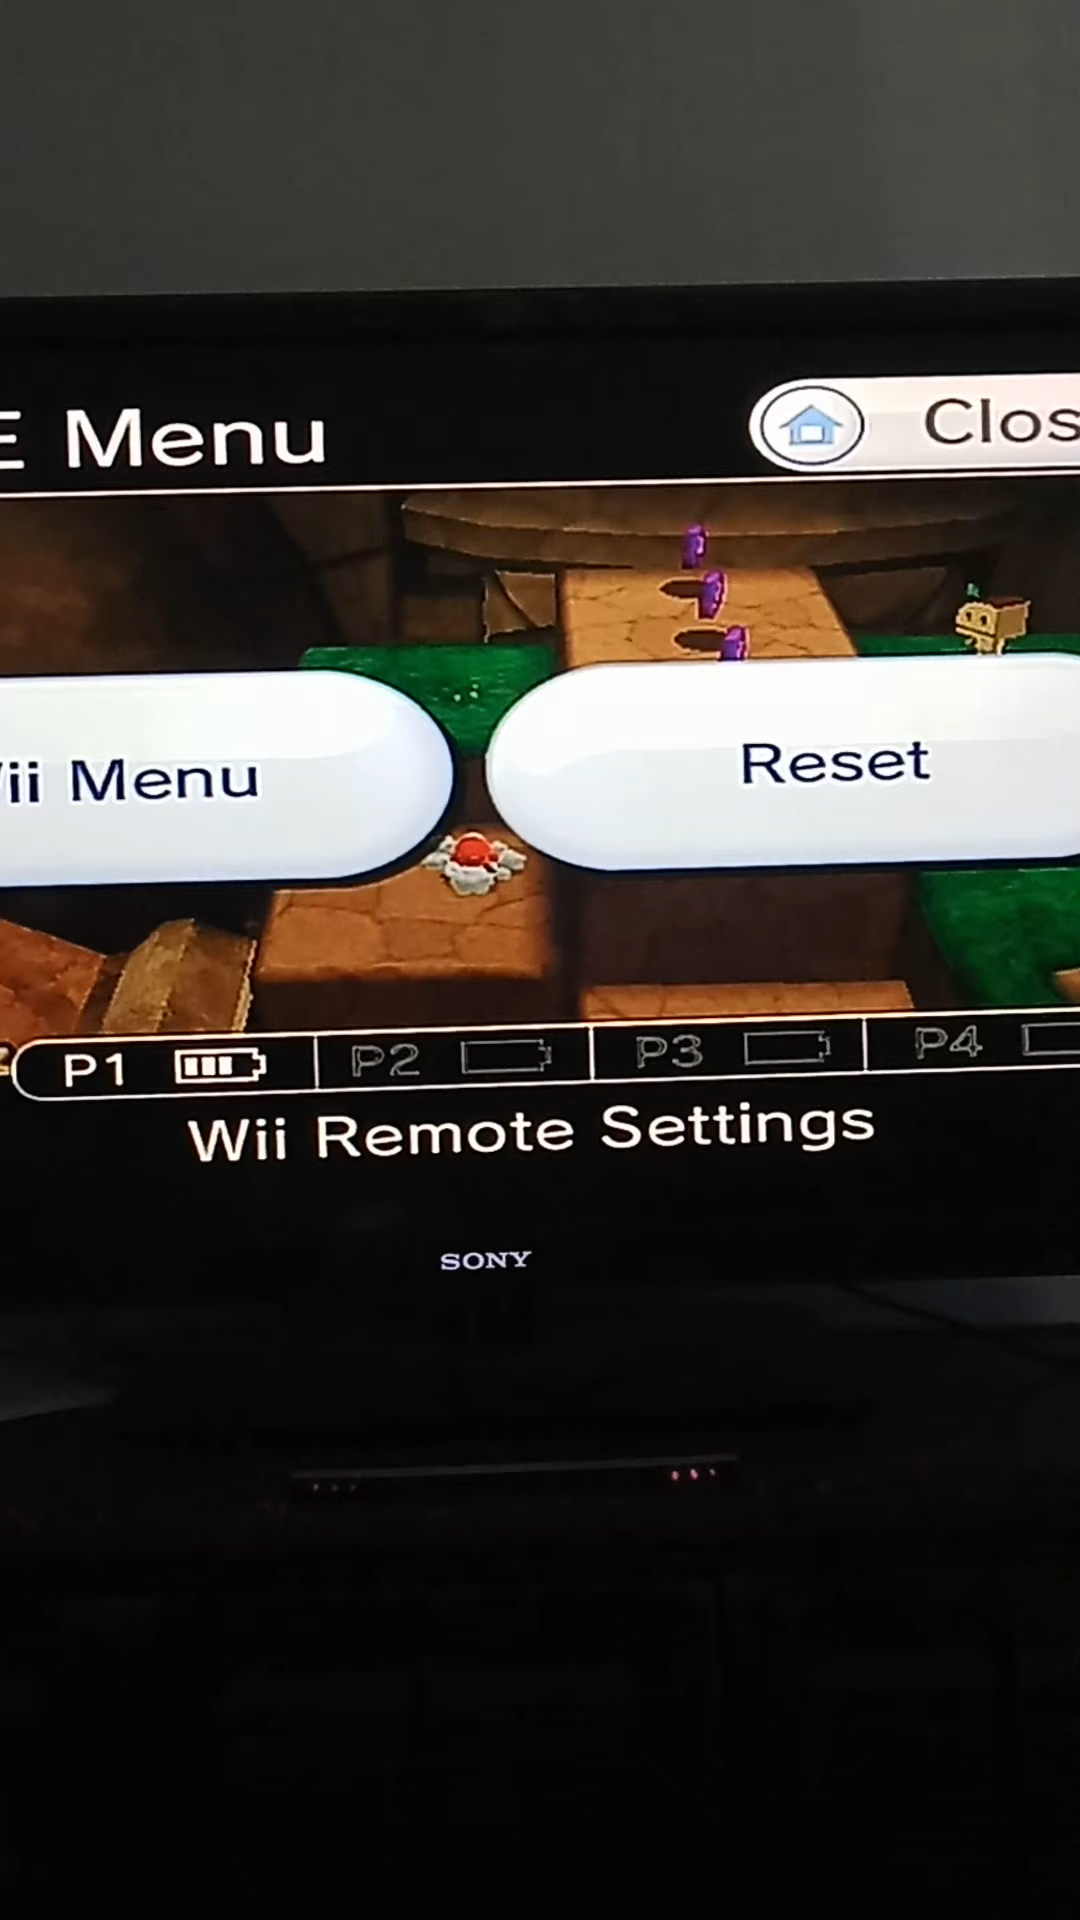 E Menu
Clos
ii Menu
Reset
P1
P2
P3
P4
Wii Remote Settings
SONY